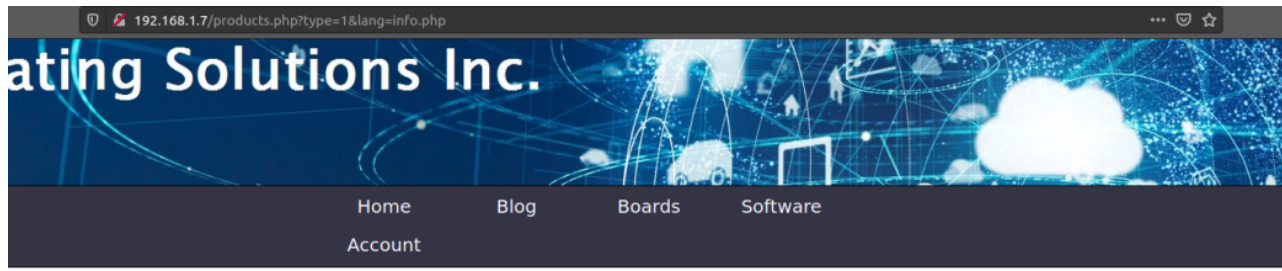 192.168.1.7/products.php?type=1&lang=info.php
ating Solutions Inc.
Home Blog Boards Software
Account